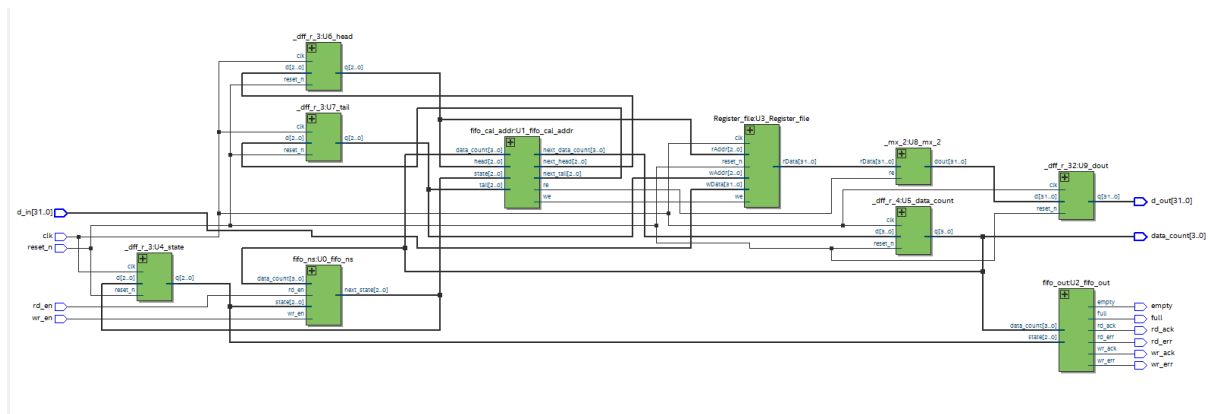 _dff_r_3:U6_head
clk
d[2..0]
q[2..0]
reset_n
_dff_r_3:U7_tail
clk
d[2..0]
q[2..0]
reset_n
fifo_cal_addr:U1_fifo_cal_addr
data_count[3..0]
next_data_count[3..0]
head[2..0]
next_head[2..0]
state[2..0]
next_tail[2..0]
tail[2..0]
re
we
Register_file:U3_Register_file
clk
rAddr[2..0]
reset_n
rData[31..0]
wAddr[2..0]
wData[31..0]
we
_mx_2:U8_mx_2
rData[31..0]
dout[31..0]
re
_dff_r_32:U9_dout
clk
d[31..0]
q[31..0]
reset_n
d_out[31..0]
_dff_r_4:U5_data_count
clk
d[3..0]
q[3..0]
reset_n
data_count[3..0]
d_in[31..0]
clk
reset_n
_dff_r_3:U4_state
clk
d[2..0]
q[2..0]
reset_n
rd_en
wr_en
fifo_ns:U0_fifo_ns
data_count[3..0]
rd_en
next_state[2..0]
state[2..0]
wr_en
fifo_out:U2_fifo_out
data_count[3..0]
state[2..0]
empty
full
rd_ack
rd_err
wr_ack
wr_err
empty
full
rd_ack
rd_err
wr_ack
wr_err